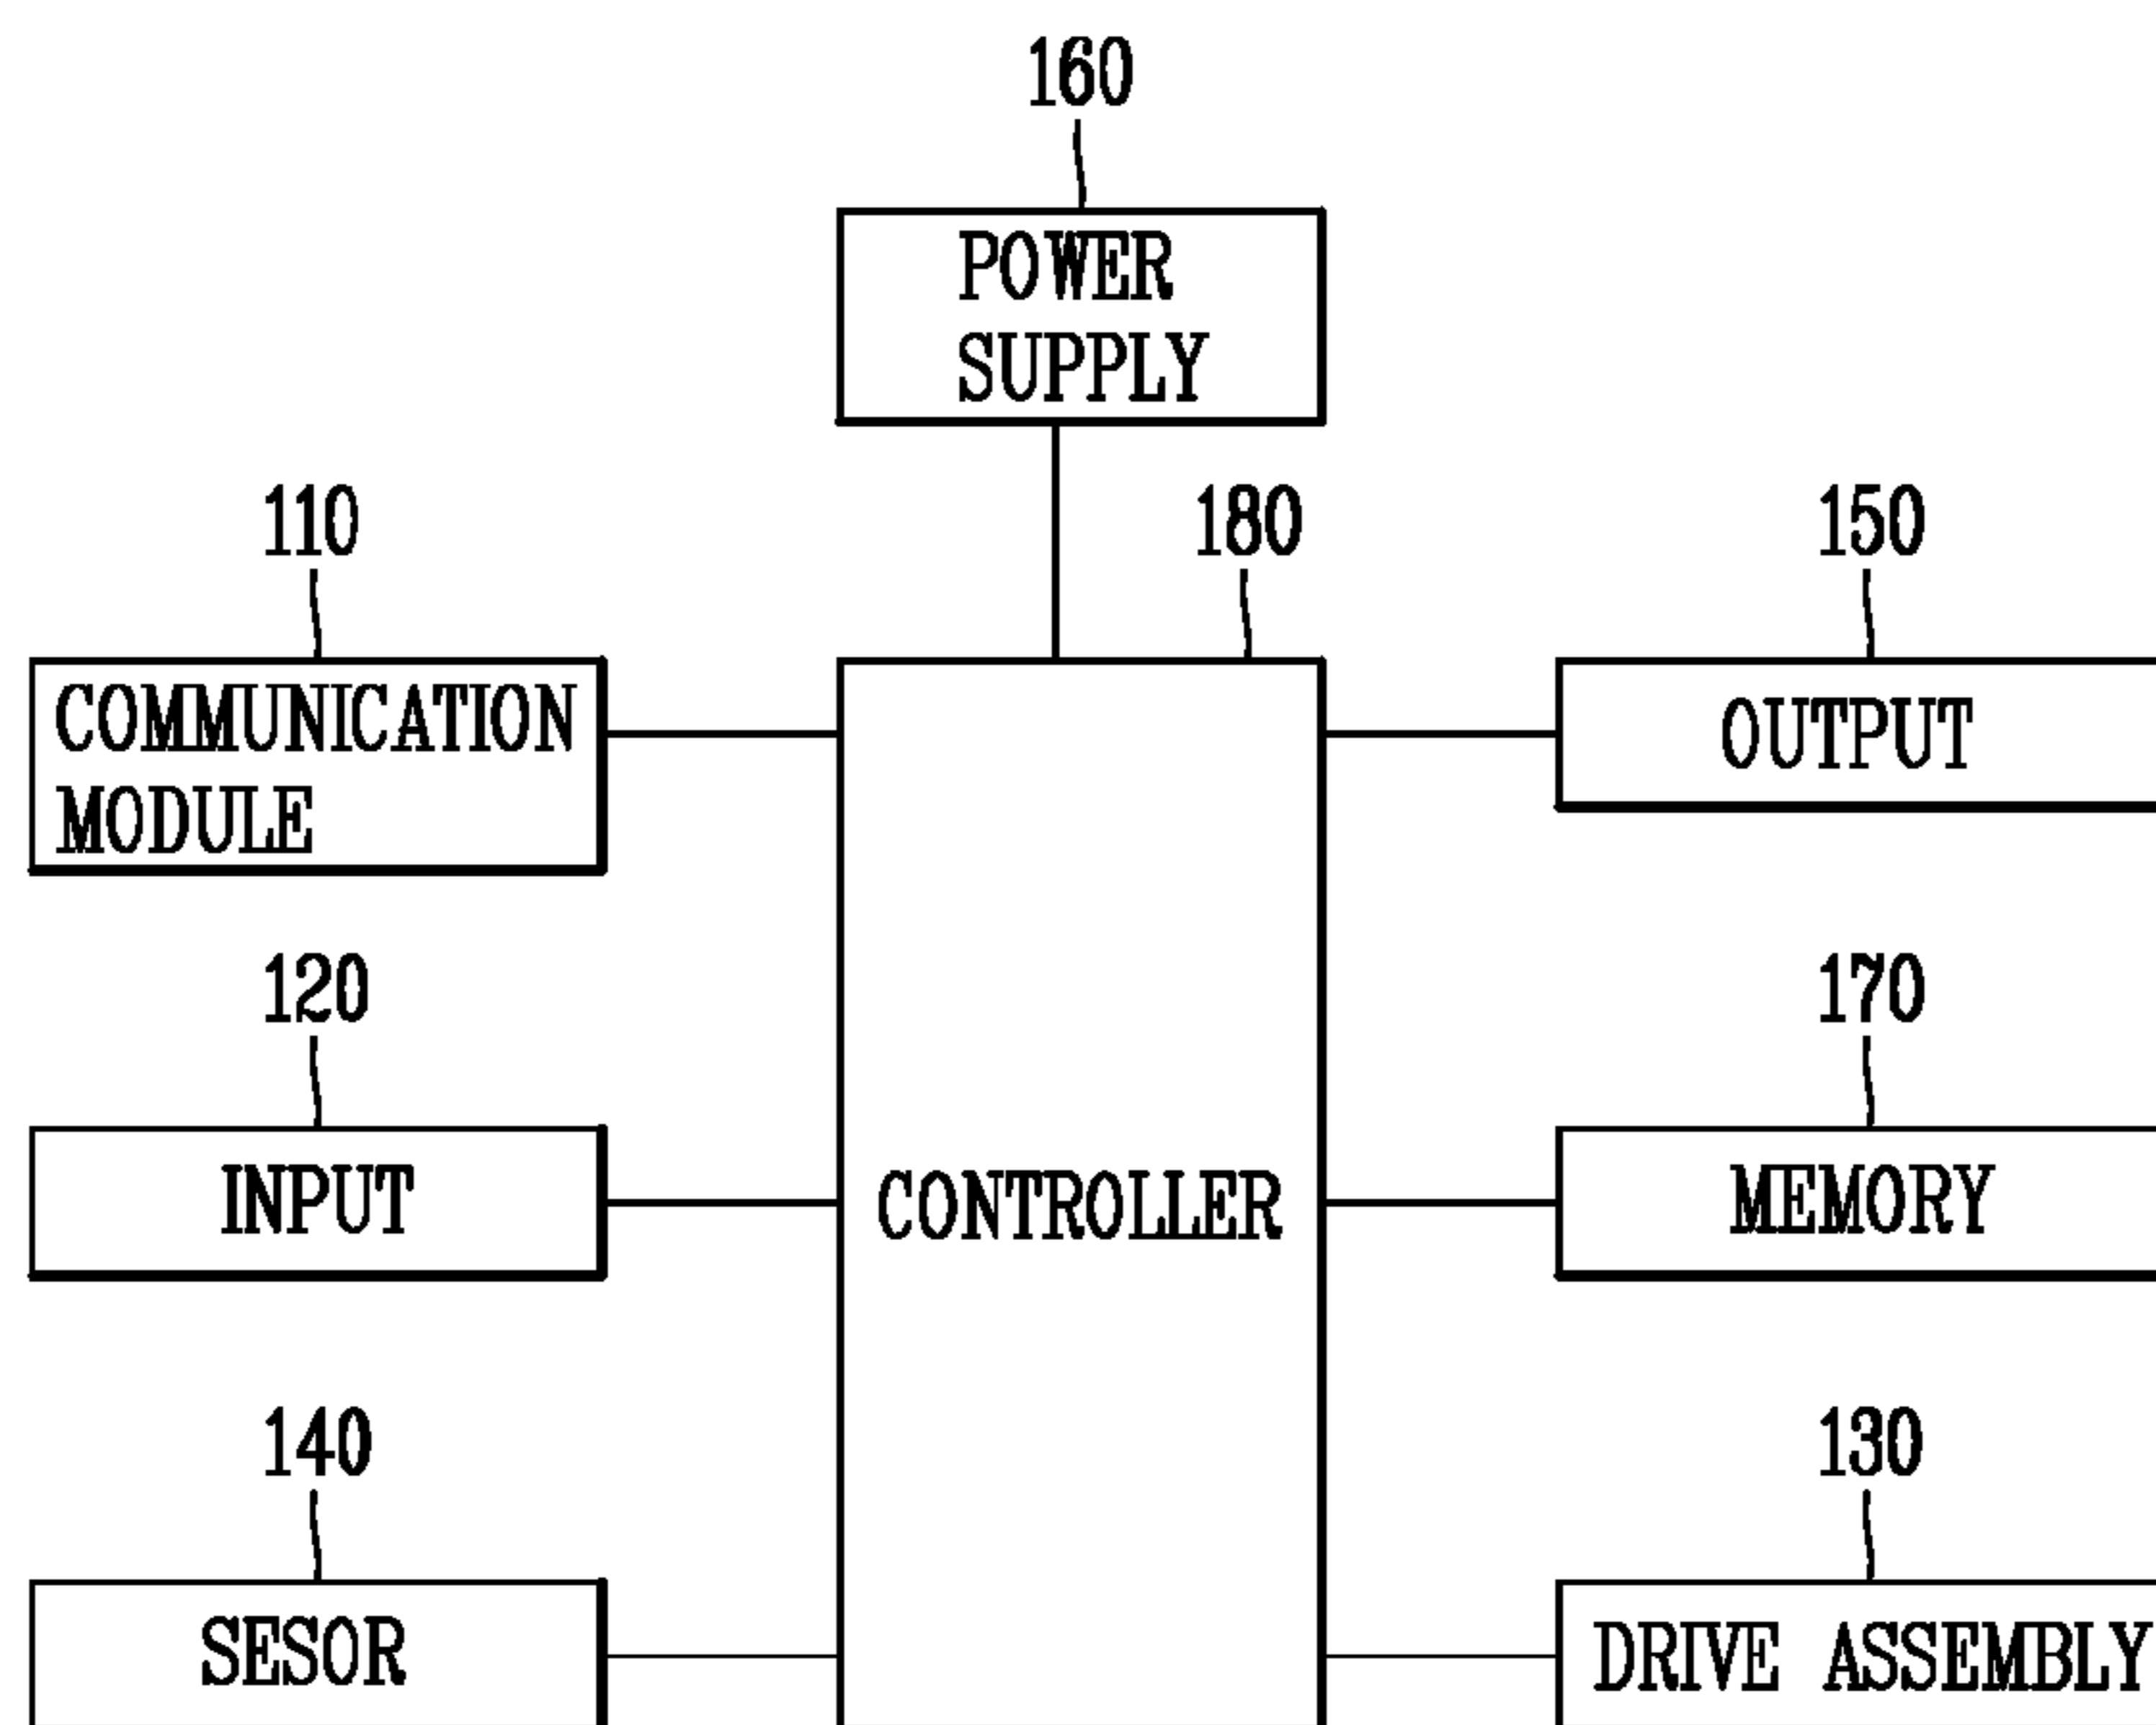 160
POWER
SUPPLY
110
180
150
COMMUNICATION
MODULE
OUTPUT
120
170
INPUT
CONTROLLER
MEMORY
140
130
SESOR
DRIVE ASSEMBLY